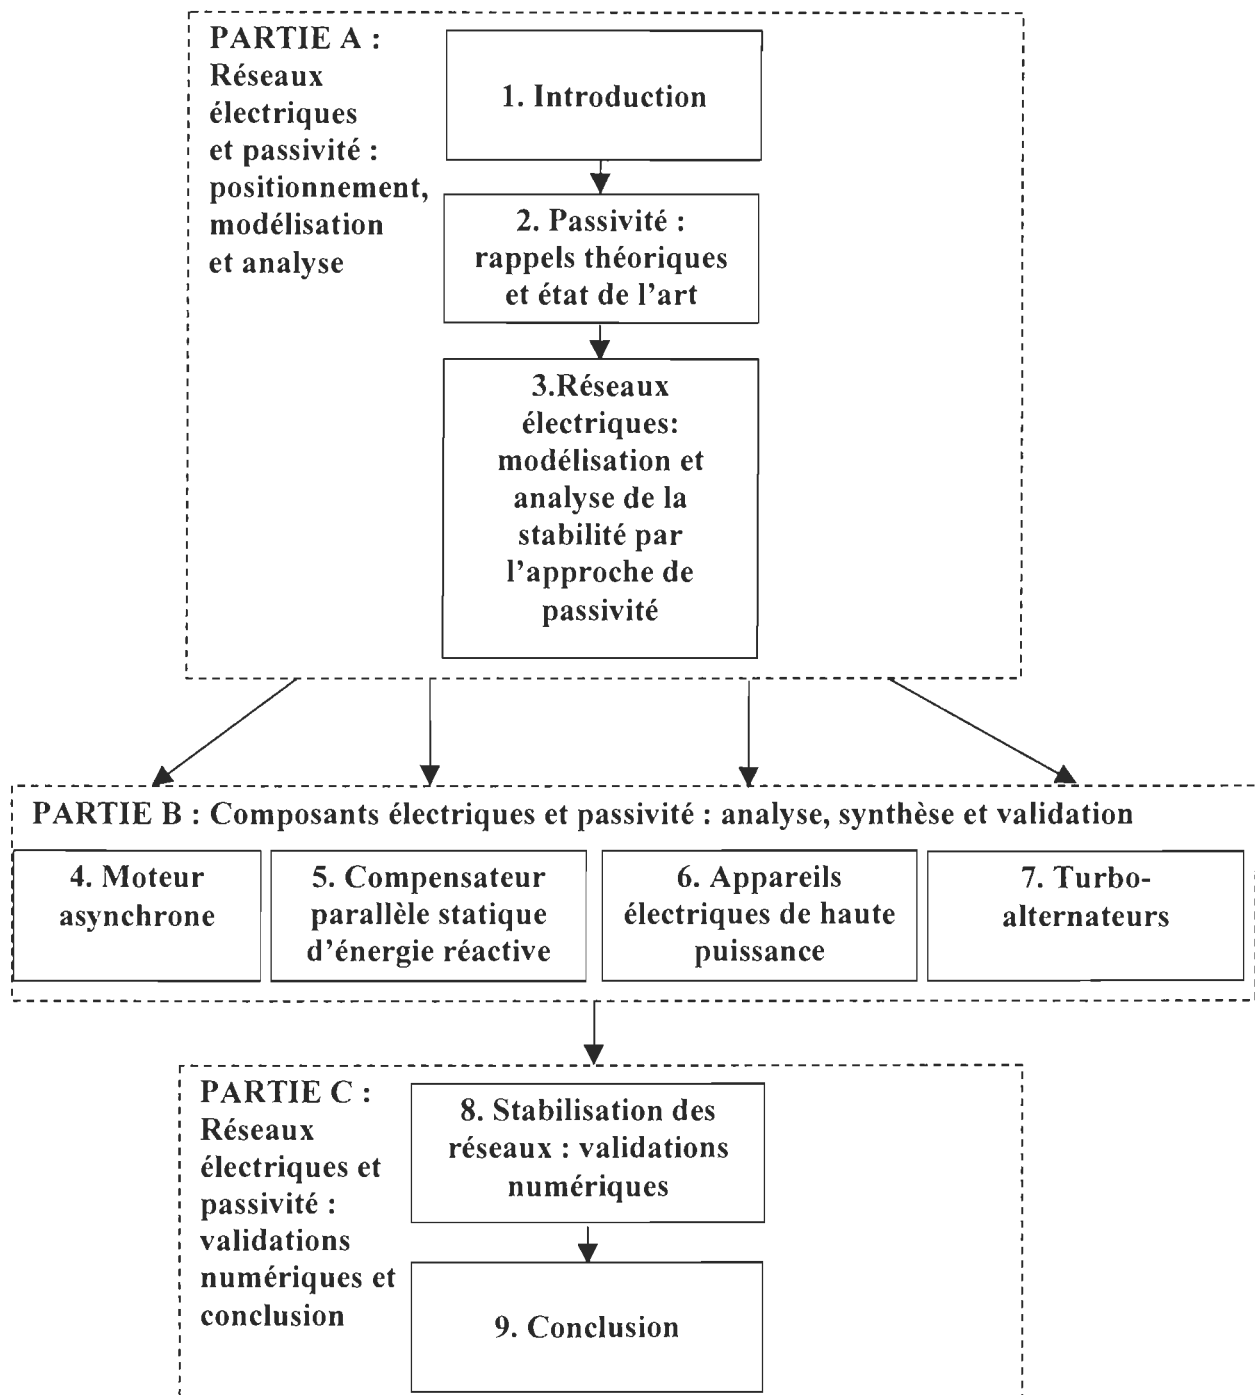 PARTIE A :
Réseaux
électriques
et passivité :
positionnement,
modélisation
et analyse
1. Introduction
2. Passivité :
rappels théoriques
et état de l'art
3.Réseaux
électriques:
modélisation et
analyse de la
stabilité par
l'approche de
passivité
PARTIE B : Composants électriques et passivité : analyse, synthèse et validation
4. Moteur
asynchrone
5. Compensateur
parallèle statique
d'énergie réactive
6. Appareils
électriques de haute
puissance
7. Turbo-
alternateurs
PARTIE C :
Réseaux
électriques et
passivité :
validations
numériques et
conclusion
8. Stabilisation des
réseaux : validations
numériques
9. Conclusion